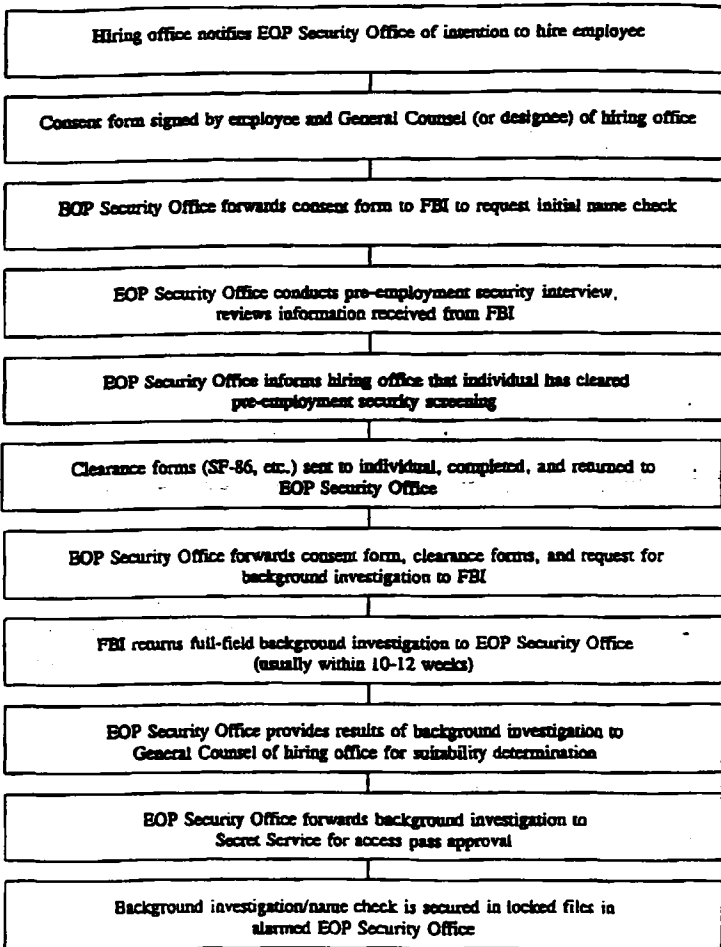 Hiring office notifies EOP Security Office of intention to hire employee
Consent form signed by employee and General Counsel (or designee) of hiring office
EOP Security Office forwards consent form to FBI to request initial name check
EOP Security Office conducts pre-employment security interview,
reviews information received from FBI
EOP Security Office informs hiring office that individual has cleared
pre-employment security screening
Clearance forms (SF-86, etc.) sent to individual, completed, and returned to
EOP Security Office
EOP Security Office forwards consent form, clearance forms, and request for
background investigation to FBI
FBI returns full-field background investigation to EOP Security Office
(usually within 10-12 weeks)
EOP Security Office provides results of background investigation to
General Counsel of hiring office for suitability determination
EOP Security Office forwards background investigation to
Secret Service for access pass approval
Background investigation/name check is secured in locked files in
alarmed EOP Security Office